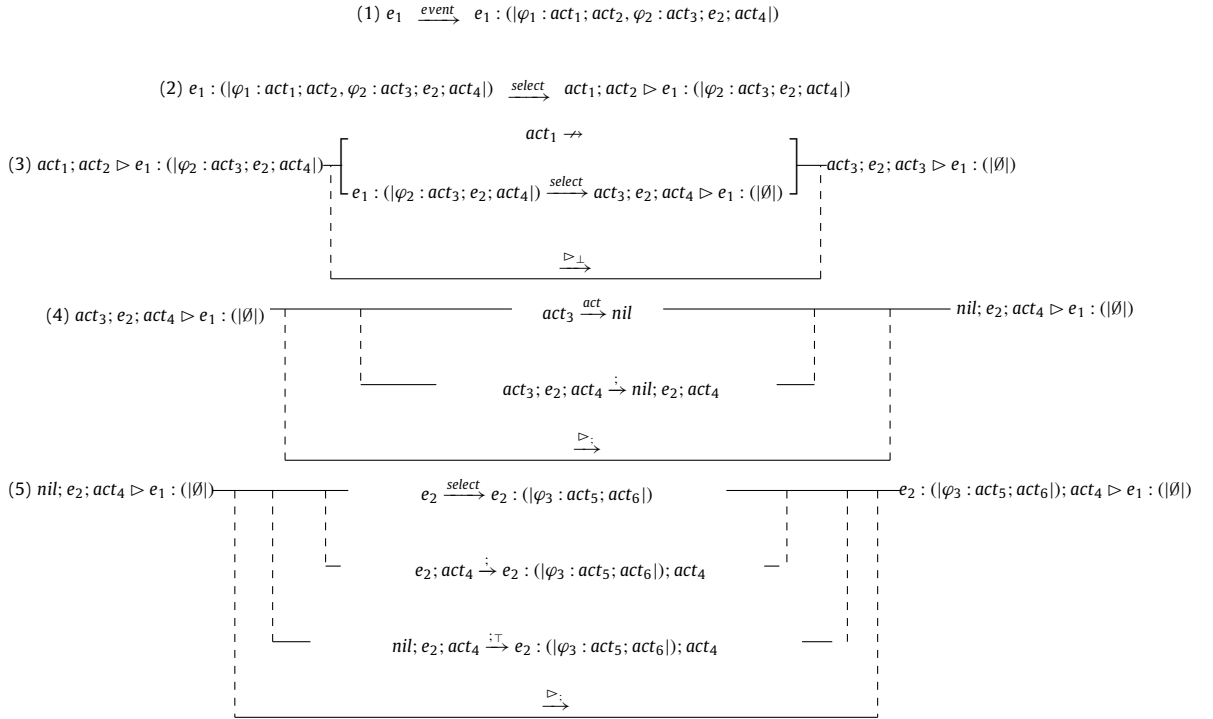 (1) e₁ —event→ e₁ : (|φ₁ : act₁; act₂, φ₂ : act₃; e₂; act₄|)
(2) e₁ : (|φ₁ : act₁; act₂, φ₂ : act₃; e₂; act₄|) —select→ act₁; act₂ ▷ e₁ : (|φ₂ : act₃; e₂; act₄|)
act₁ ↛
(3) act₁; act₂ ▷ e₁ : (|φ₂ : act₃; e₂; act₄|) act₃; e₂; act₃ ▷ e₁ : (|∅|)
e₁ : (|φ₂ : act₃; e₂; act₄|) —select→ act₃; e₂; act₄ ▷ e₁ : (|∅|)
—▷⊥→
(4) act₃; e₂; act₄ ▷ e₁ : (|∅|) act₃ —act→ nil nil; e₂; act₄ ▷ e₁ : (|∅|)
act₃; e₂; act₄ —;→ nil; e₂; act₄
—▷;→
(5) nil; e₂; act₄ ▷ e₁ : (|∅|) e₂ —select→ e₂ : (|φ₃ : act₅; act₆|) e₂ : (|φ₃ : act₅; act₆|); act₄ ▷ e₁ : (|∅|)
e₂; act₄ —;→ e₂ : (|φ₃ : act₅; act₆|); act₄
nil; e₂; act₄ —;⊤→ e₂ : (|φ₃ : act₅; act₆|); act₄
—▷;→